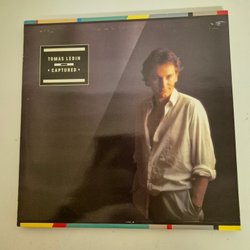 TOMAS LEDIN
• CAPTURED •